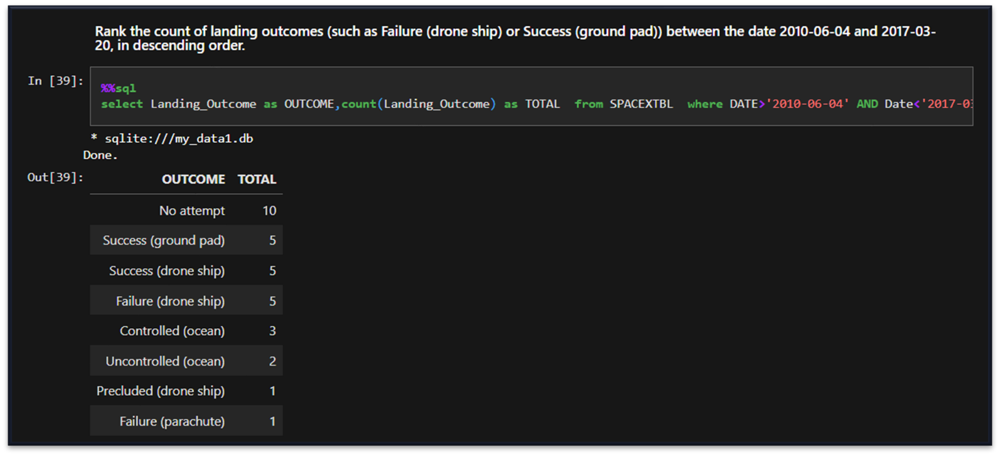 Rank the count of landing outcomes (such as Failure (drone ship) or Success (ground pad)) between the date 2010-06-04 and 2017-03-
20, in descending order.
In [39]:
%%sql
select Landing_Outcome as OUTCOME,count(Landing_Outcome) as TOTAL  from SPACEXTBL  where DATE>'2010-06-04' AND Date<'2017-03
* sqlite:///my_data1.db
Done.
Out[39]:
OUTCOME TOTAL
No attempt 10
Success (ground pad) 5
Success (drone ship) 5
Failure (drone ship) 5
Controlled (ocean) 3
Uncontrolled (ocean) 2
Precluded (drone ship) 1
Failure (parachute) 1